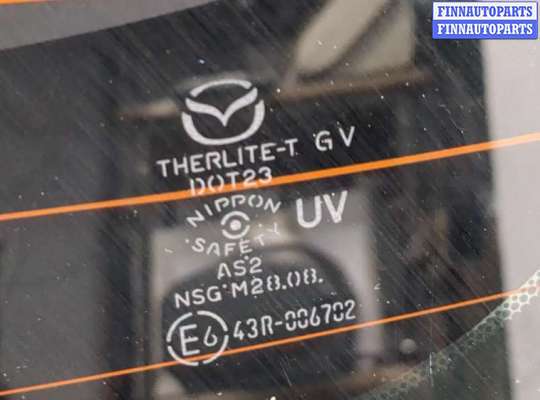 FINNAUTOPARTS
FINNAUTOPARTS
THERLITE-T GV
DOT23
NIPPON
SAFETY
UV
AS2
NSG M28.08.
E6 43R-006702